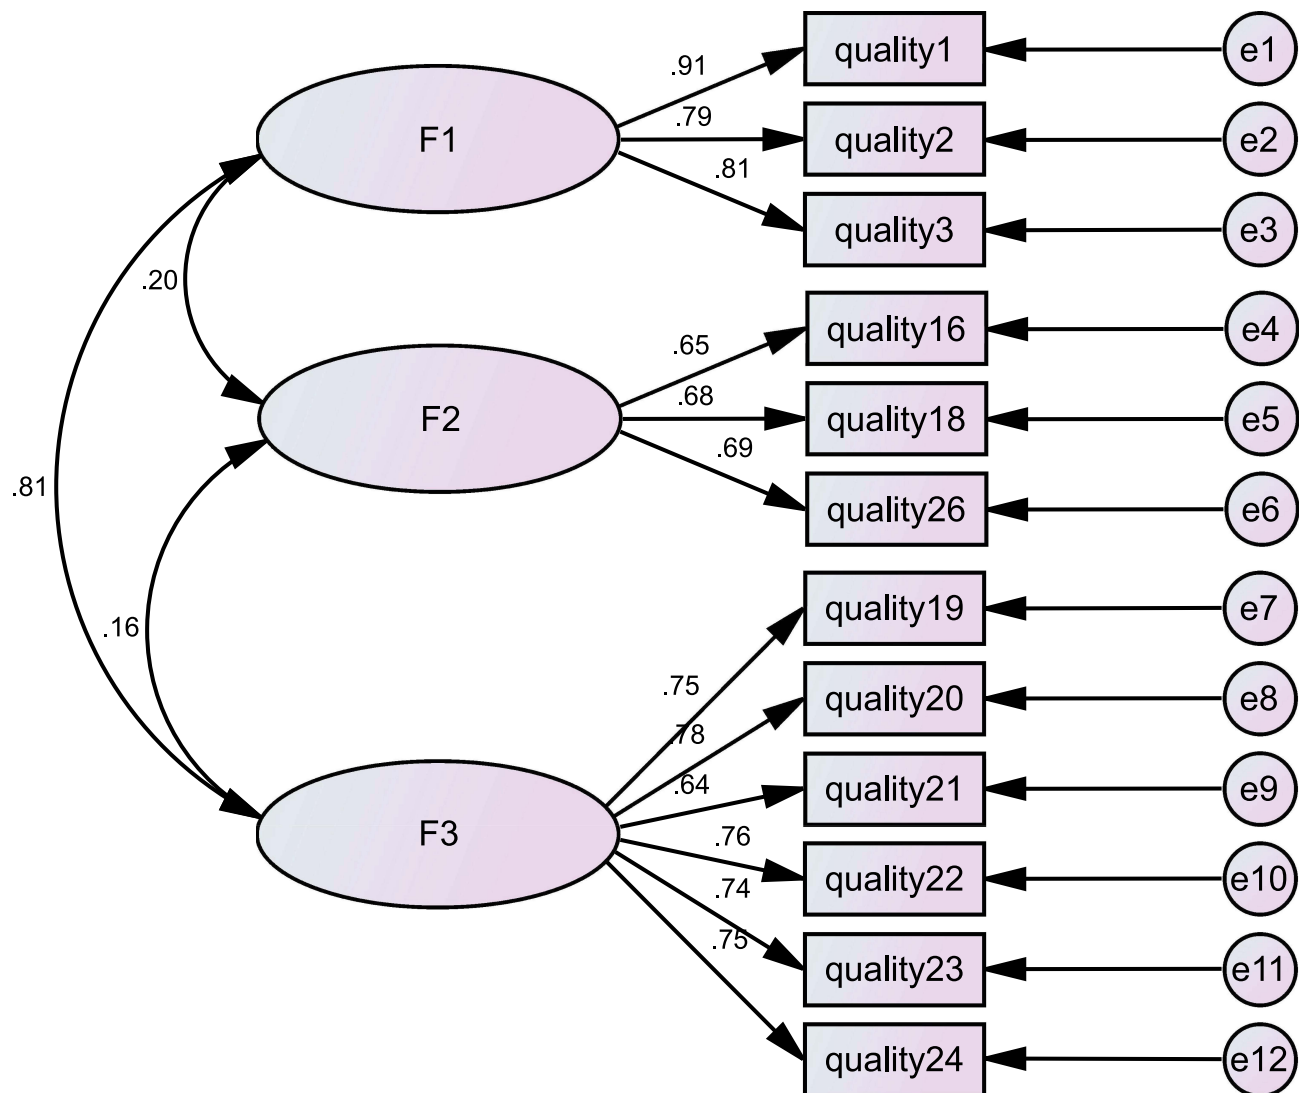 .91
quality1
e1
F1
.79
quality2
e2
.81
quality3
e3
.20
.65
quality16
e4
F2
.68
quality18
e5
.69
quality26
e6
.81
.16
quality19
e7
.75
.78
quality20
e8
.64
quality21
e9
F3
.76
quality22
e10
.74
.75
quality23
e11
quality24
e12